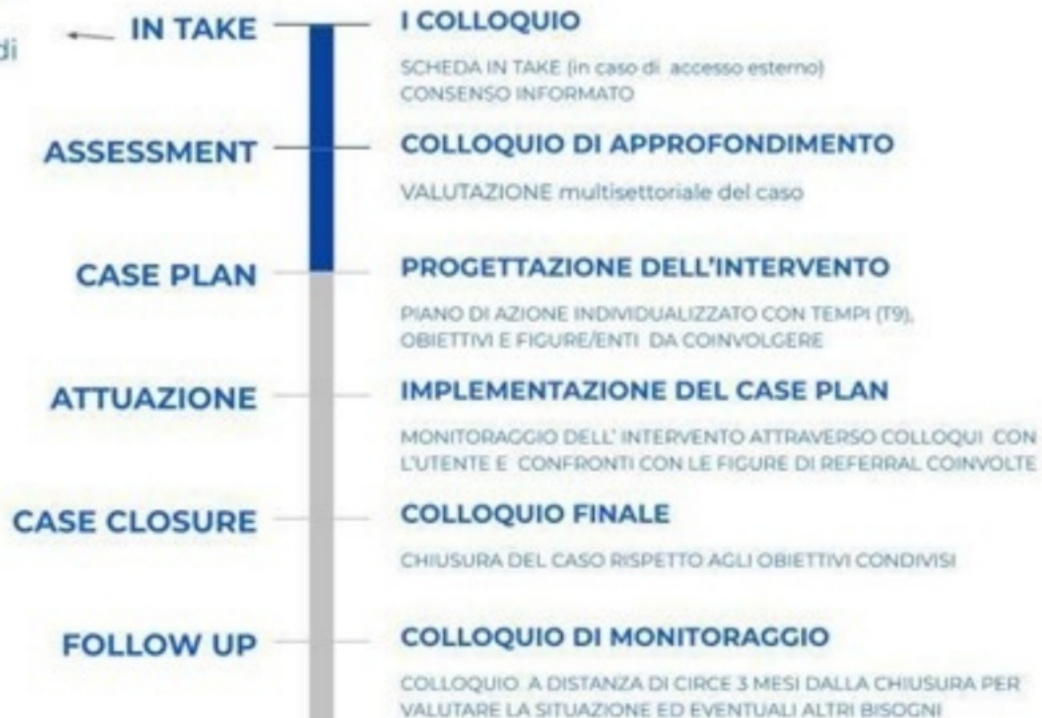 di
IN TAKE
I COLLOQUIO
SCHEDA IN TAKE (in caso di accesso esterno)
CONSENSO INFORMATO
ASSESSMENT
COLLOQUIO DI APPROFONDIMENTO
VALUTAZIONE multisettoriale del caso
CASE PLAN
PROGETTAZIONE DELL'INTERVENTO
PIANO DI AZIONE INDIVIDUALIZZATO CON TEMPI (T9),
OBIETTIVI E FIGURE/ENTI DA COINVOLGERE
ATTUAZIONE
IMPLEMENTAZIONE DEL CASE PLAN
MONITORAGGIO DELL' INTERVENTO ATTRAVERSO COLLOQUI CON
L'UTENTE E CONFRONTI CON LE FIGURE DI REFERRAL COINVOLTE
CASE CLOSURE
COLLOQUIO FINALE
CHIUSURA DEL CASO RISPETTO AGLI OBIETTIVI CONDIVISI
FOLLOW UP
COLLOQUIO DI MONITORAGGIO
COLLOQUIO A DISTANZA DI CIRCE 3 MESI DALLA CHIUSURA PER
VALUTARE LA SITUAZIONE ED EVENTUALI ALTRI BISOGNI